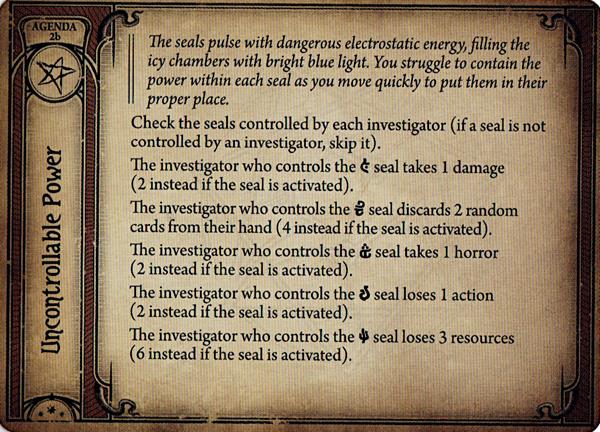 AGENDA
2b
Uncontrollable Power
The seals pulse with dangerous electrostatic energy, filling the
icy chambers with bright blue light. You struggle to contain the
power within each seal as you move quickly to put them in their
proper place.
Check the seals controlled by each investigator (if a seal is not
controlled by an investigator, skip it).
The investigator who controls the seal takes 1 damage
(2 instead if the seal is activated).
The investigator who controls the seal discards 2 random
cards from their hand (4 instead if the seal is activated).
The investigator who controls the seal takes 1 horror
(2 instead if the seal is activated).
The investigator who controls the seal loses 1 action
(2 instead if the seal is activated).
The investigator who controls the seal loses 3 resources
(6 instead if the seal is activated).